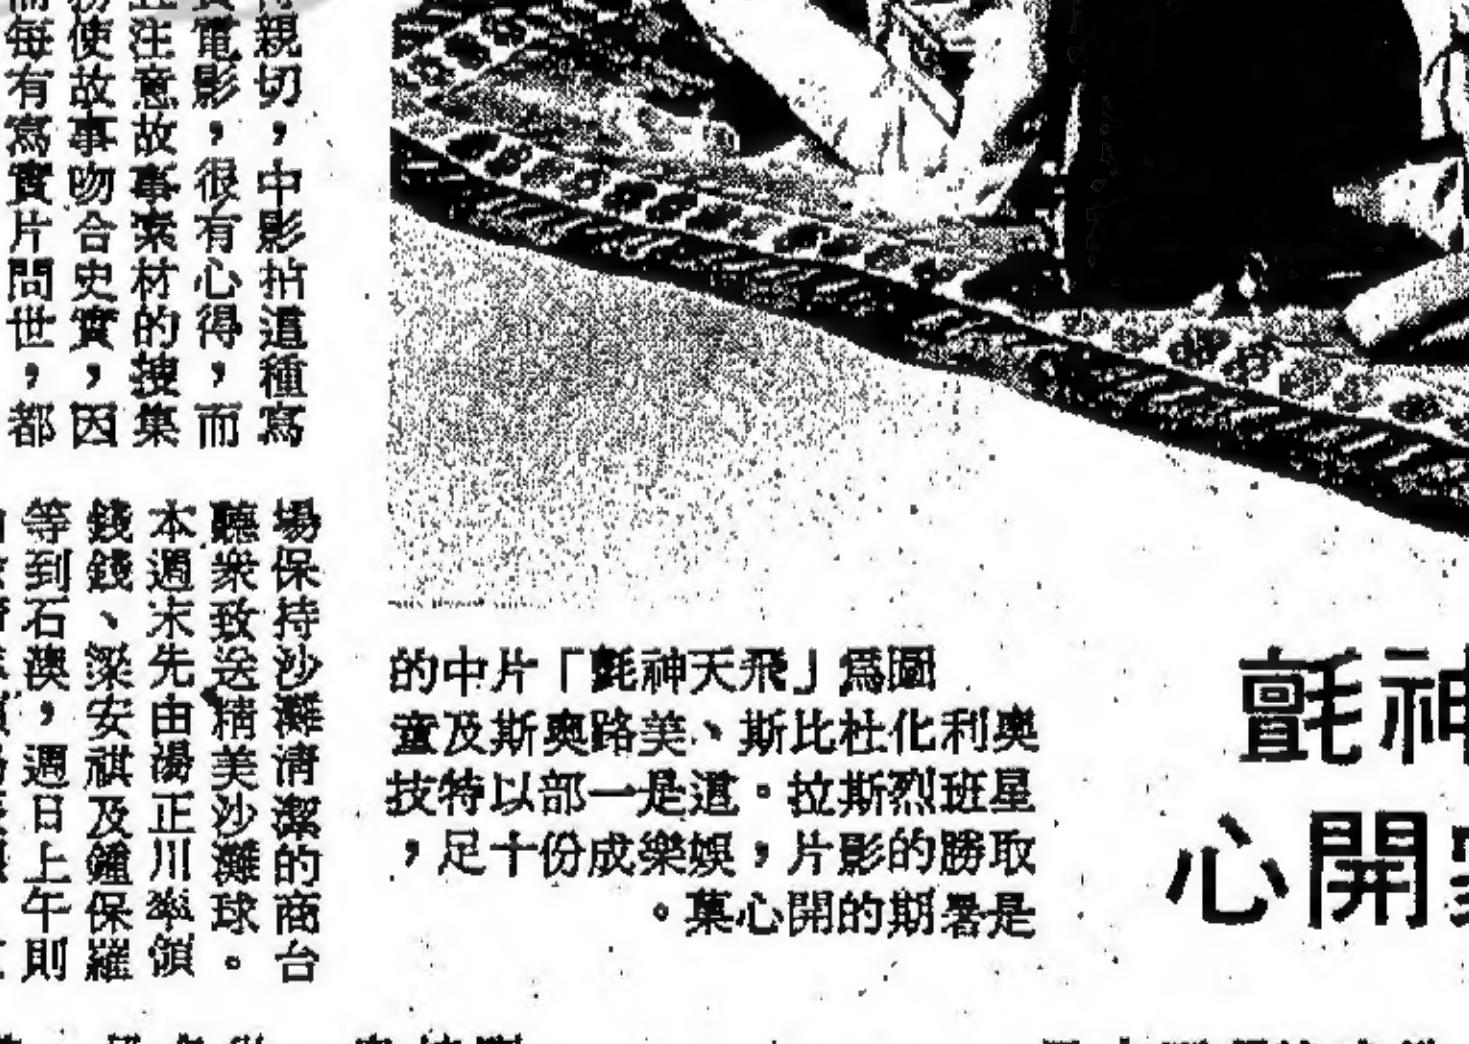 神氈
開心
圖為「飛天神氈」片中的
奧利化杜比斯、美路奧斯及童
星班烈斯拉。這是一部以特技
取勝的影片,娛樂成份十足,
是暑期的開心菓。
親切,中影拍這種寫
電影,很有心得,而
注意故事素材的搜集
使故事吻合史實,因
每有寫實片問世,都
場保持沙灘清潔的商台
聽衆致送精美沙灘球。
本週末先由湯正川率領
錢錢、梁安祺及鐘保羅
等到石澳,週日上午則